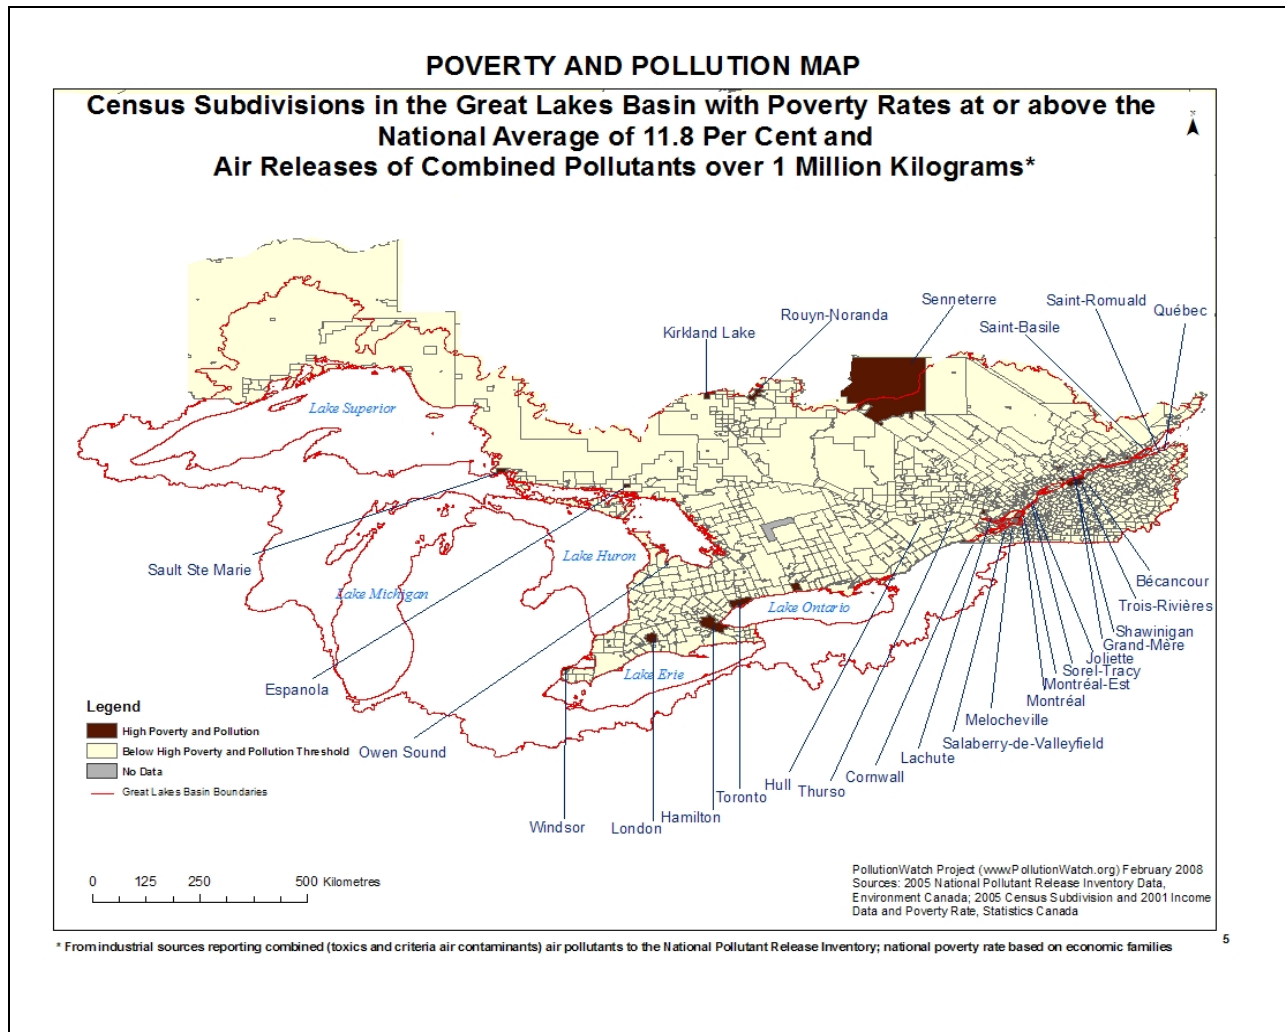 POVERTY AND POLLUTION MAP
Census Subdivisions in the Great Lakes Basin with Poverty Rates at or above the
National Average of 11.8 Per Cent and
Air Releases of Combined Pollutants over 1 Million Kilograms*
Senneterre
Saint-Romuald
Québec
Rouyn-Noranda
Saint-Basile
Kirkland Lake
Lake Superior
Lake Huron
Sault Ste Marie
Lake Michigan
Lake Ontario
Bécancour
Trois-Rivières
Shawinigan
Grand-Mère
Joliette
Sorel-Tracy
Montréal-Est
Montréal
Melocheville
Salaberry-de-Valleyfield
Lachute
Cornwall
Thurso
Hull
Toronto
Hamilton
London
Windsor
Lake Erie
Espanola
Owen Sound
Legend
High Poverty and Pollution
Below High Poverty and Pollution Threshold
No Data
Great Lakes Basin Boundaries
0 125 250 500 Kilometres
PollutionWatch Project (www.PollutionWatch.org) February 2008
Sources: 2005 National Pollutant Release Inventory Data,
Environment Canada; 2005 Census Subdivision and 2001 Income
Data and Poverty Rate, Statistics Canada
* From industrial sources reporting combined (toxics and criteria air contaminants) air pollutants to the National Pollutant Release Inventory; national poverty rate based on economic families
5